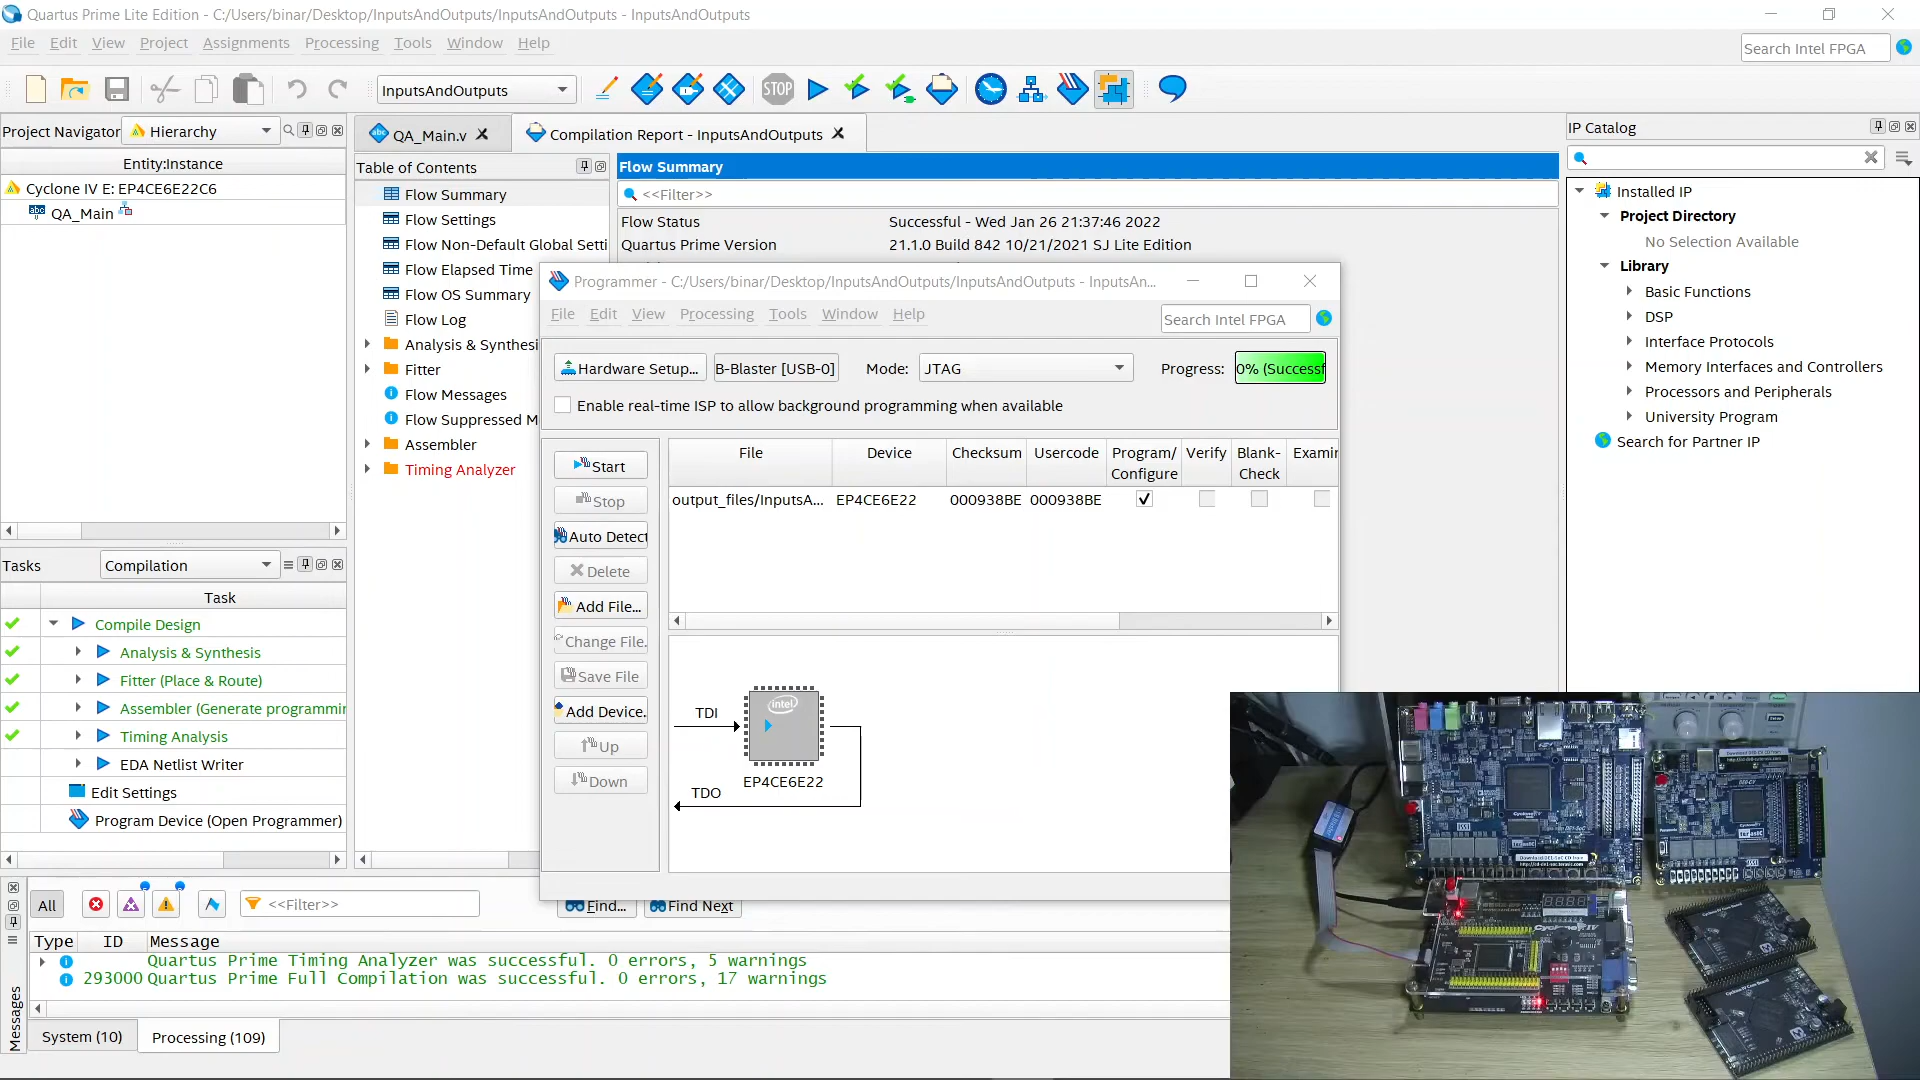 Quartus Prime Lite Edition - C:/Users/binar/Desktop/InputsAndOutputs/InputsAndOutputs - InputsAndOutputs
File Edit View Project Assignments Processing Tools Window Help
Search Intel FPGA
InputsAndOutputs
STOP
Project Navigator Hierarchy
Entity:Instance
Cyclone IV E: EP4CE6E22C6
QA_Main
QA_Main.v
Compilation Report - InputsAndOutputs
Table of Contents
Flow Summary
Flow Settings
Flow Non-Default Global Setti
Flow Elapsed Time
Flow OS Summary
Flow Log
Analysis & Synthesi
Fitter
Flow Messages
Flow Suppressed M
Assembler
Timing Analyzer
Flow Summary
<<Filter>>
Flow Status Successful - Wed Jan 26 21:37:46 2022
Quartus Prime Version 21.1.0 Build 842 10/21/2021 SJ Lite Edition
Programmer - C:/Users/binar/Desktop/InputsAndOutputs/InputsAndOutputs - InputsAn...
File Edit View Processing Tools Window Help
Search Intel FPGA
Hardware Setup... B-Blaster [USB-0] Mode: JTAG Progress: 0% (Successf
Enable real-time ISP to allow background programming when available
Start
Stop
Auto Detect
Delete
Add File...
Change File.
Save File
Add Device.
Up
Down
File Device Checksum Usercode Program/ Configure Verify Blank- Check Examin
output_files/InputsA... EP4CE6E22 000938BE 000938BE
TDI
intel
EP4CE6E22
TDO
IP Catalog
Installed IP
Project Directory
No Selection Available
Library
Basic Functions
DSP
Interface Protocols
Memory Interfaces and Controllers
Processors and Peripherals
University Program
Search for Partner IP
Tasks Compilation
Task
Compile Design
Analysis & Synthesis
Fitter (Place & Route)
Assembler (Generate programmin
Timing Analysis
EDA Netlist Writer
Edit Settings
Program Device (Open Programmer)
All <<Filter>> Find... Find Next
Type ID Message
Quartus Prime Timing Analyzer was successful. 0 errors, 5 warnings
293000 Quartus Prime Full Compilation was successful. 0 errors, 17 warnings
System (10) Processing (109)
Messages